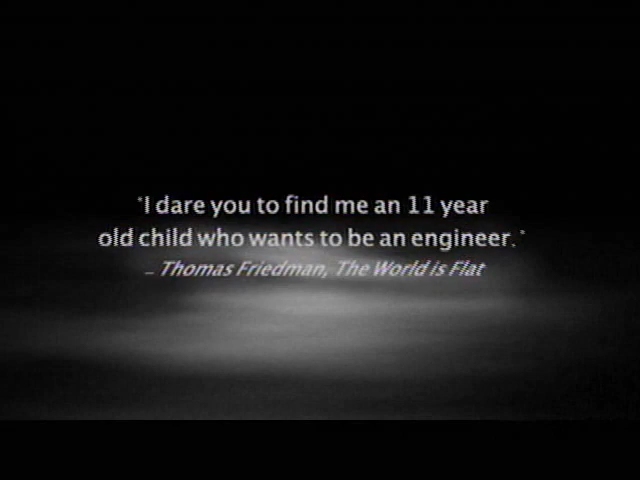 "I dare you to find me an 11 year
old child who wants to be an engineer."
– Thomas Friedman, The World is Flat